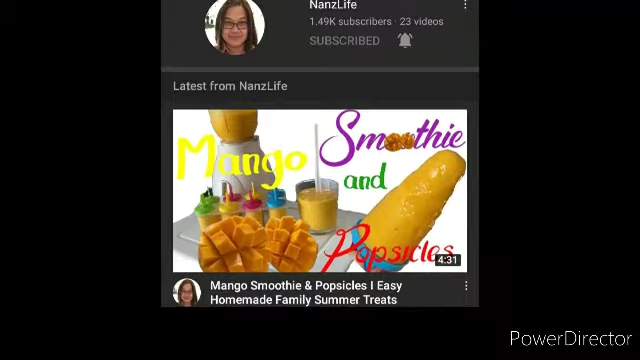 NanzLife
1.49K subscribers · 23 videos
SUBSCRIBED
Latest from NanzLife
Mango
Smoothie
and
Popsicles
4:31
Mango Smoothie & Popsicles I Easy
Homemade Family Summer Treats
PowerDirector